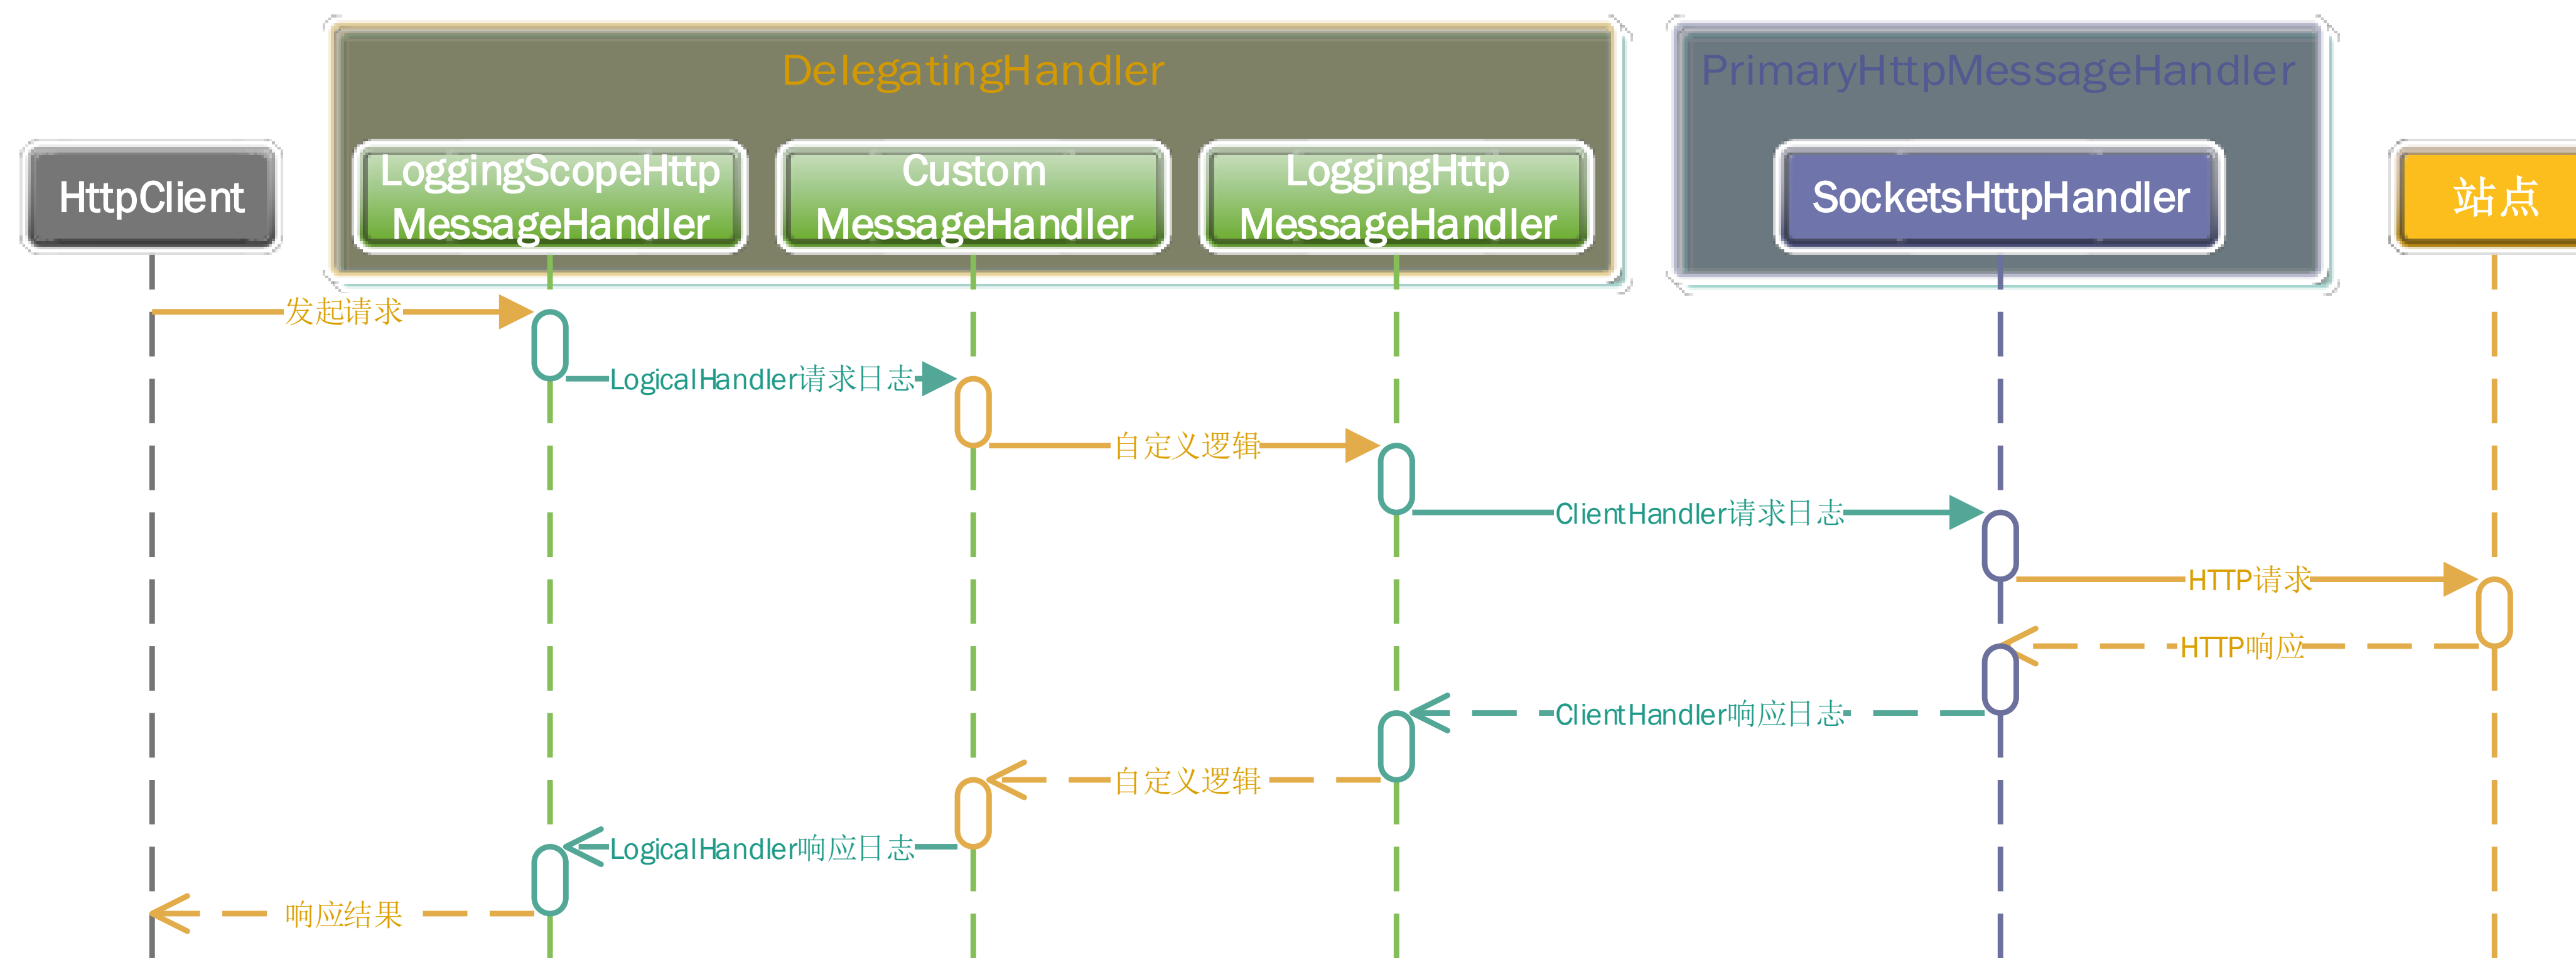 DelegatingHandler
PrimaryHttpMessageHandler
HttpClient
LoggingScopeHttp
MessageHandler
Custom
MessageHandler
LoggingHttp
MessageHandler
SocketsHttpHandler
站点
发起请求
LogicalHandler请求日志
自定义逻辑
ClientHandler请求日志
HTTP请求
HTTP响应
ClientHandler响应日志
自定义逻辑
LogicalHandler响应日志
响应结果